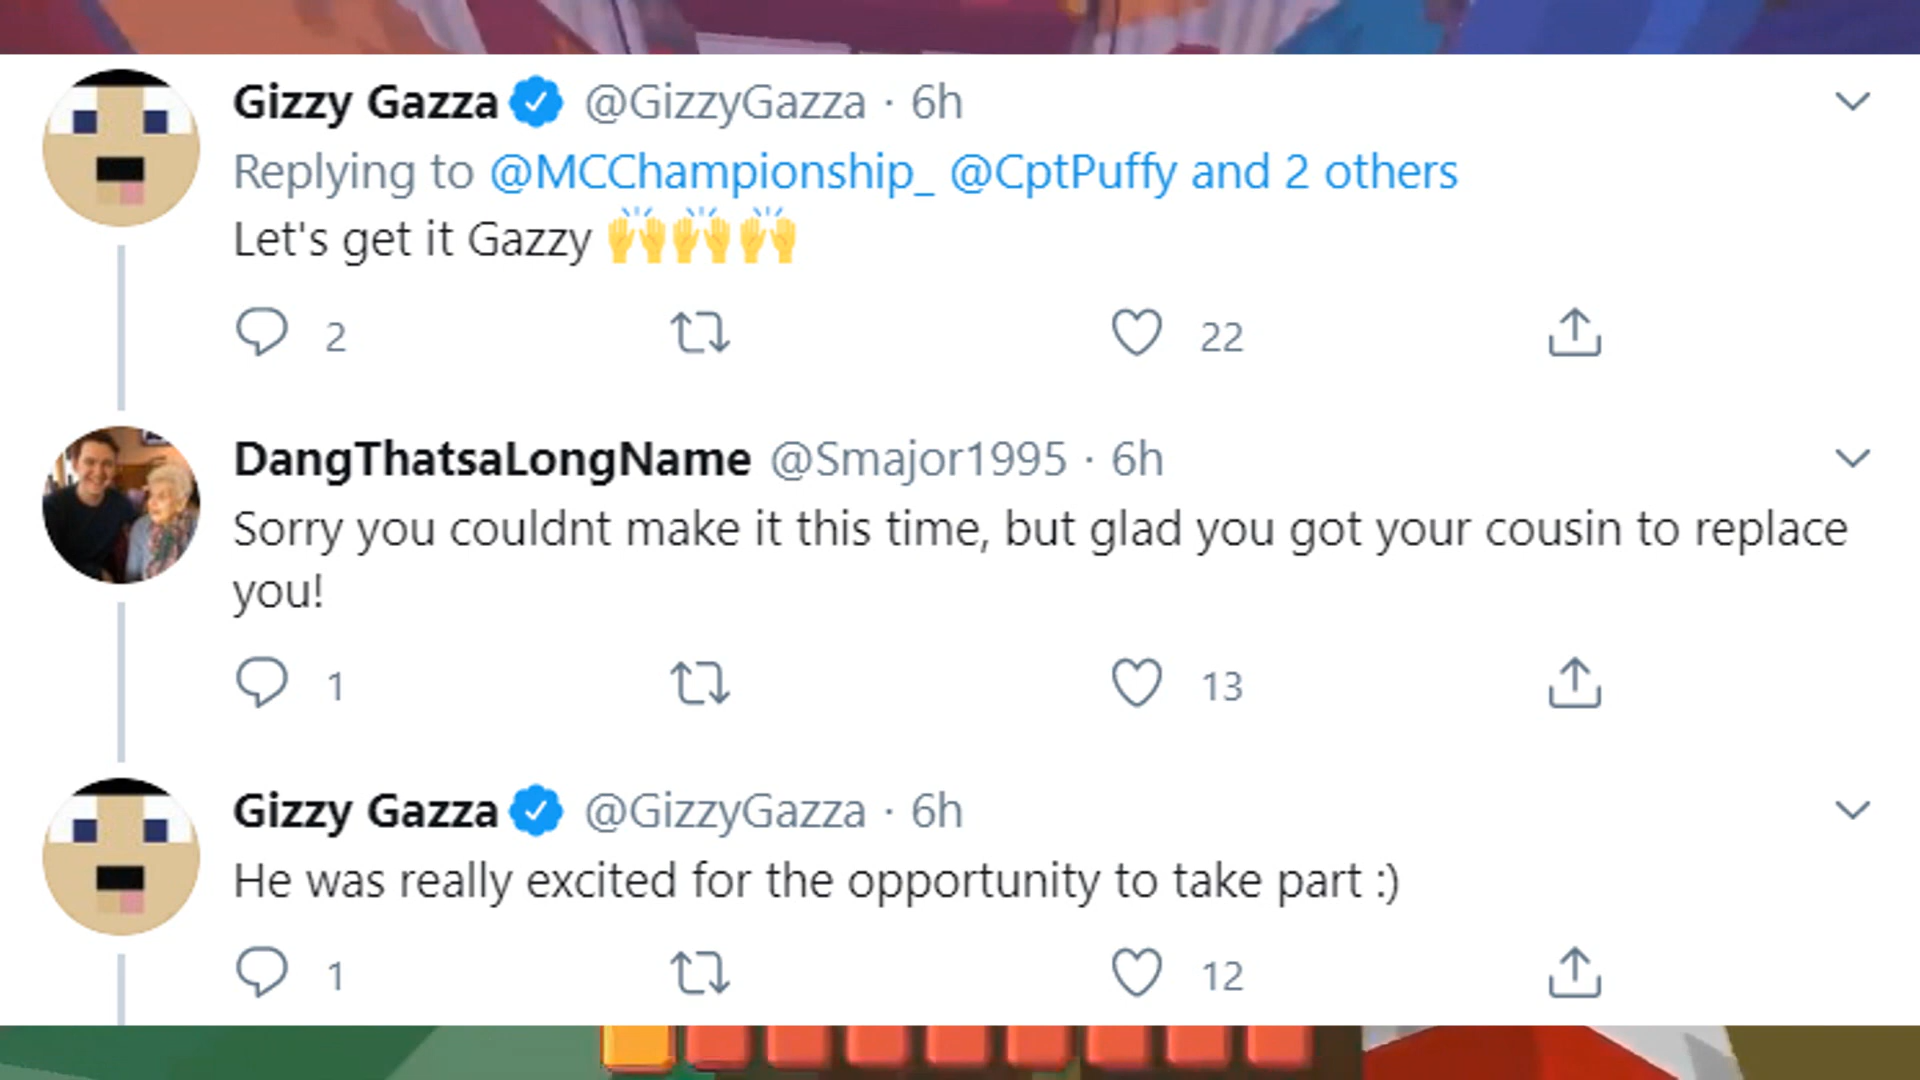 Gizzy Gazza @GizzyGazza · 6h
Replying to @MCChampionship_ @CptPuffy and 2 others
Let's get it Gazzy 🙌🙌🙌
2 22
DangThatsaLongName @Smajor1995 · 6h
Sorry you couldnt make it this time, but glad you got your cousin to replace
you!
1 13
Gizzy Gazza @GizzyGazza · 6h
He was really excited for the opportunity to take part :)
1 12